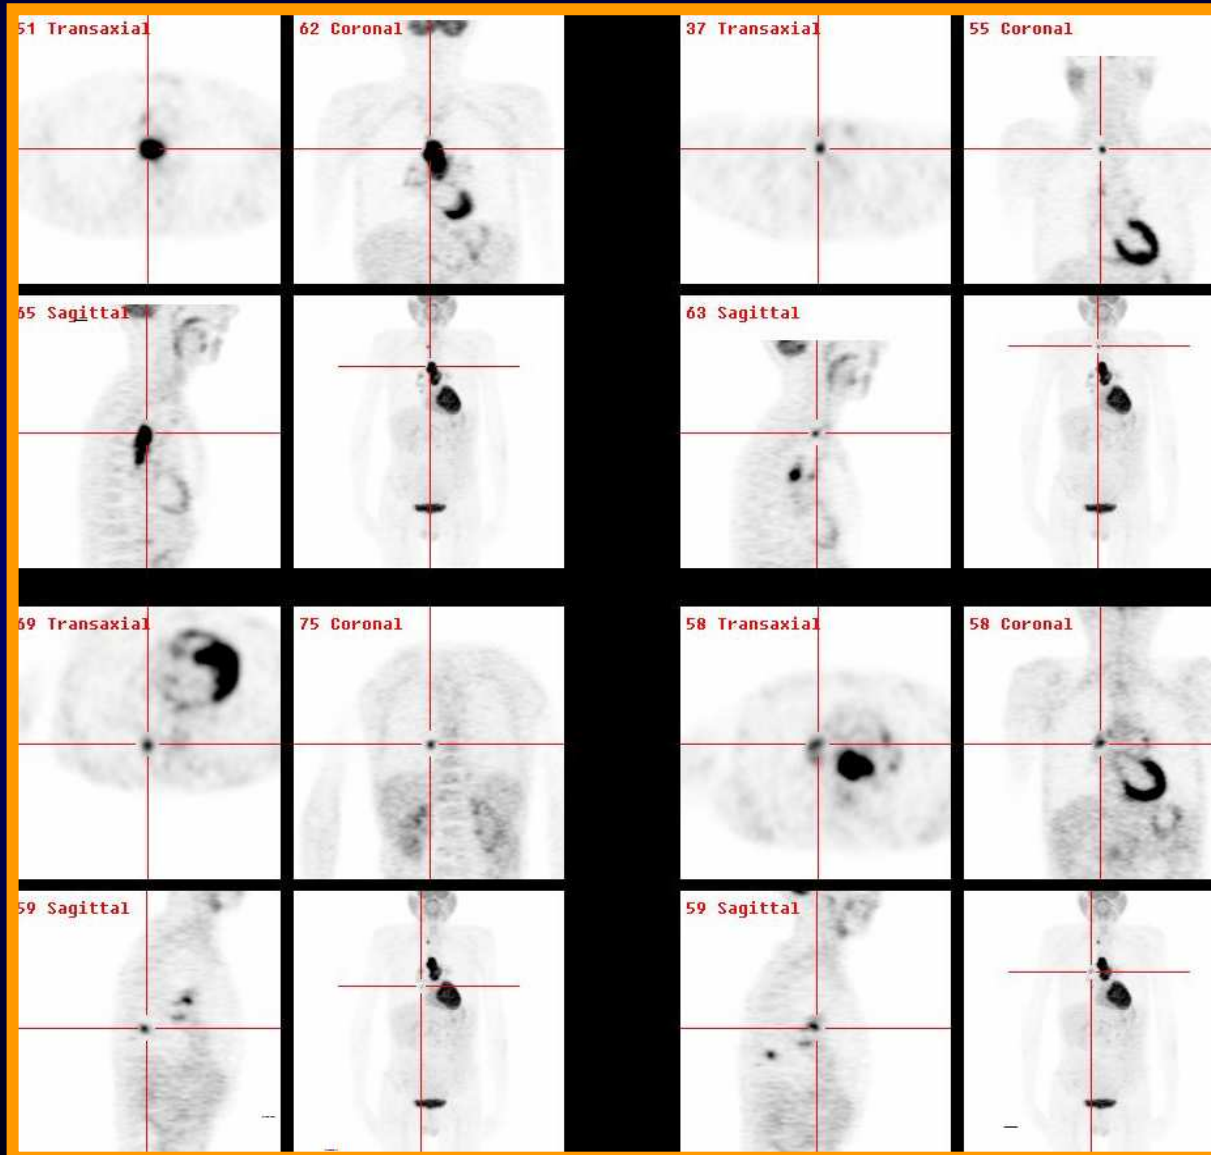 51 Transaxial
62 Coronal
37 Transaxial
55 Coronal
65 Sagittal
63 Sagittal
69 Transaxial
75 Coronal
58 Transaxial
58 Coronal
59 Sagittal
59 Sagittal